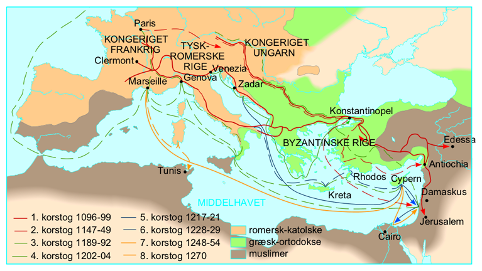 Paris
KONGERIGET
FRANKRIG
TYSK-
ROMERSKE
RIGE
KONGERIGET
UNGARN
Clermont
Venezia
Marseille
Genova
Zadar
Konstantinopel
Edessa
BYZANTINSKE RIGE
Antiochia
Tunis
Rhodos
Cypern
Kreta
Damaskus
MIDDELHAVET
Jerusalem
Cairo
1. korstog 1096-99
2. korstog 1147-49
3. korstog 1189-92
4. korstog 1202-04
5. korstog 1217-21
6. korstog 1228-29
7. korstog 1248-54
8. korstog 1270
romersk-katolske
græsk-ortodokse
muslimer